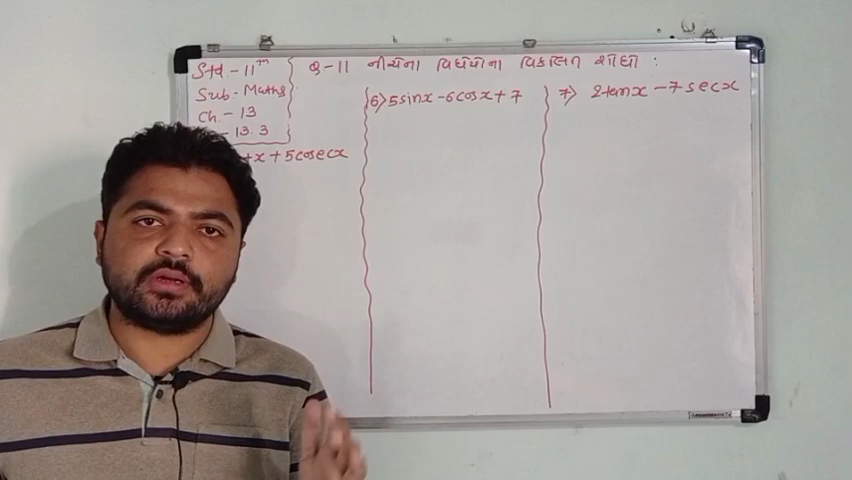 Std - 11th
Sub - Maths
Ch. - 13
- 13.3
Q-11 નીચેના વિધેયોના વિકલિત શોધો :
+x + 5cosecx
6> 5sinx - 6cosx + 7
7> 2tanx - 7secx